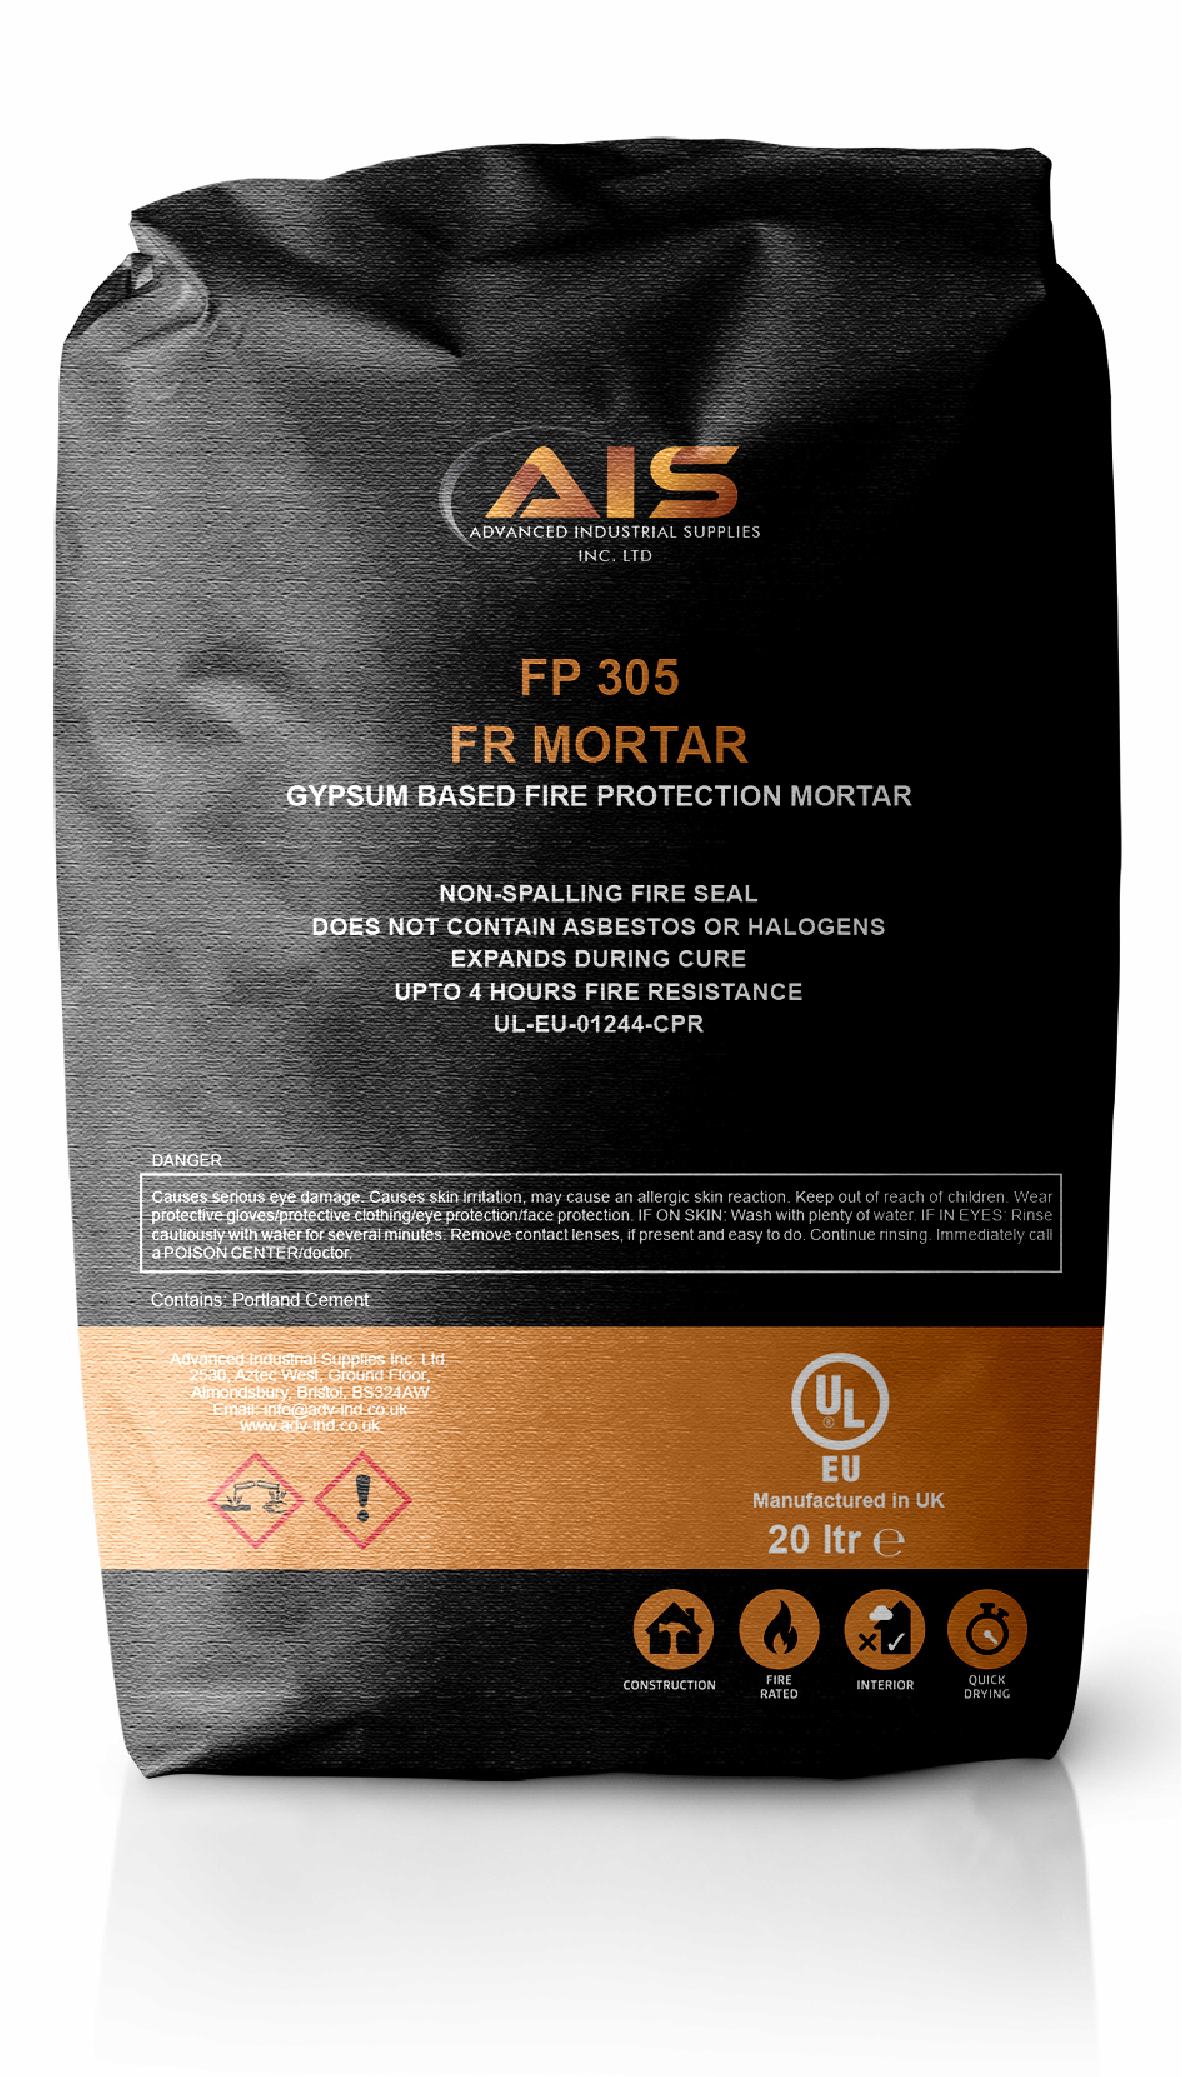 AIS
ADVANCED INDUSTRIAL SUPPLIES
INC. LTD
FP 305
FR MORTAR
GYPSUM BASED FIRE PROTECTION MORTAR
NON-SPALLING FIRE SEAL
DOES NOT CONTAIN ASBESTOS OR HALOGENS
EXPANDS DURING CURE
UPTO 4 HOURS FIRE RESISTANCE
UL-EU-01244-CPR
DANGER
Causes serious eye damage. Causes skin irritation, may cause an allergic skin reaction. Keep out of reach of children. Wear
protective gloves/protective clothing/eye protection/face protection. IF ON SKIN: Wash with plenty of water. IF IN EYES: Rinse
cautiously with water for several minutes. Remove contact lenses, if present and easy to do. Continue rinsing. Immediately call
a POISON CENTER/doctor.
Contains: Portland Cement
Advanced Industrial Supplies Inc. Ltd
2530, Aztec West, Ground Floor,
Almondsbury, Bristol, BS324AW
Email: info@adv-ind.co.uk
www.adv-ind.co.uk
UL
®
EU
Manufactured in UK
20 ltr ℮
CONSTRUCTION
FIRE
RATED
INTERIOR
QUICK
DRYING